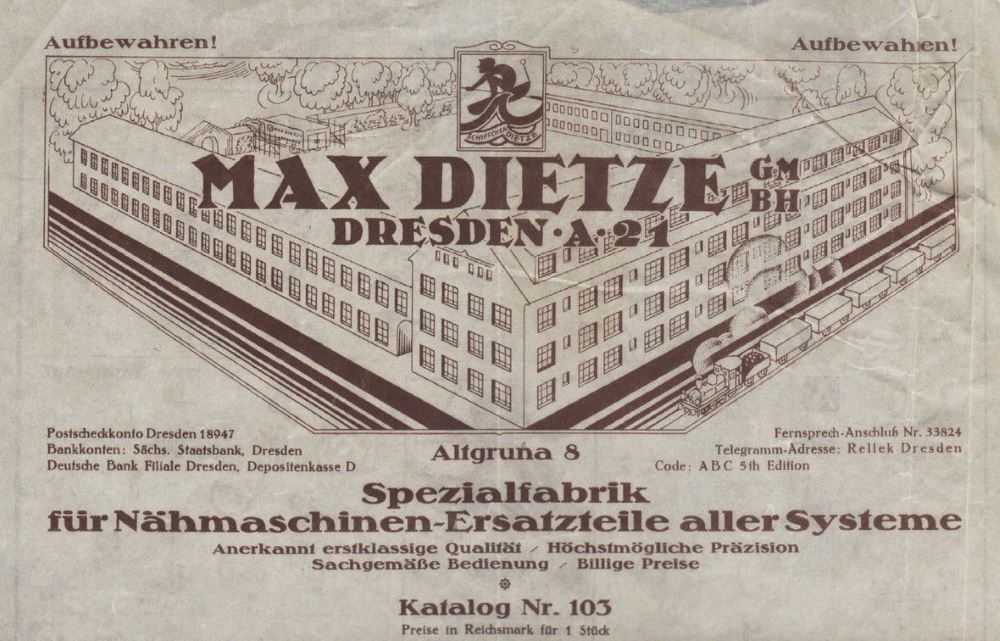 Aufbewahren! Aufbewahren!
SCHIFFCHEN DIETZE
MAX DIETZE GMBH
DRESDEN·A·21
Postscheckkonto Dresden 18947
Bankkonten: Sächs. Staatsbank, Dresden
Deutsche Bank Filiale Dresden, Depositenkasse D
Altgruna 8
Fernsprech-Anschluß Nr. 33824
Telegramm-Adresse: Rellek Dresden
Code: ABC 5th Edition
Spezialfabrik
für Nähmaschinen-Ersatzteile aller Systeme
Anerkannt erstklassige Qualität / Höchstmögliche Präzision
Sachgemäße Bedienung / Billige Preise
Katalog Nr. 103
Preise in Reichsmark für 1 Stück